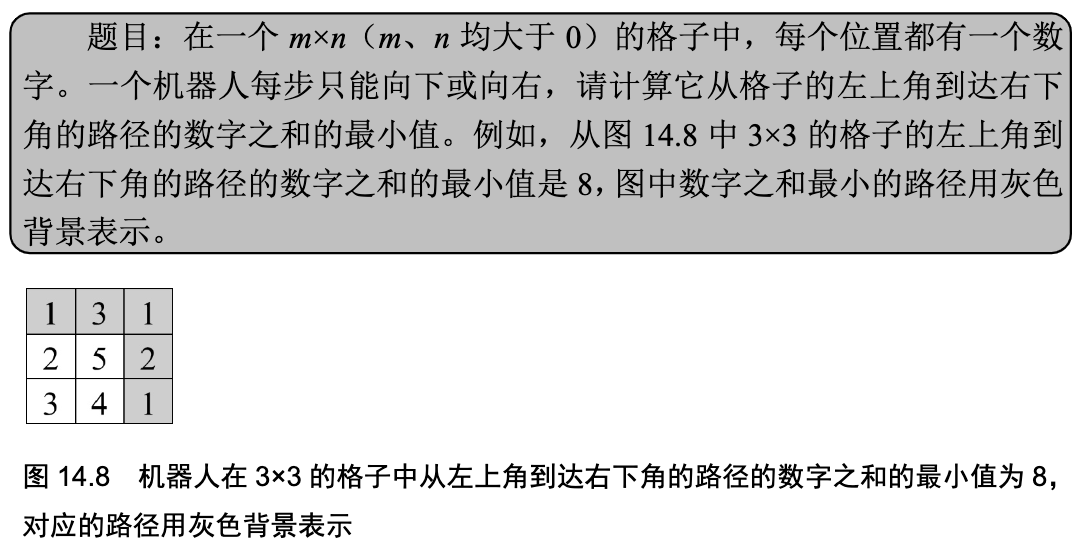 题目：在一个 m×n（m、n 均大于 0）的格子中，每个位置都有一个数
字。一个机器人每步只能向下或向右，请计算它从格子的左上角到达右下
角的路径的数字之和的最小值。例如，从图 14.8 中 3×3 的格子的左上角到
达右下角的路径的数字之和的最小值是 8，图中数字之和最小的路径用灰色
背景表示。
1 3 1
2 5 2
3 4 1
图 14.8 机器人在 3×3 的格子中从左上角到达右下角的路径的数字之和的最小值为 8，
对应的路径用灰色背景表示